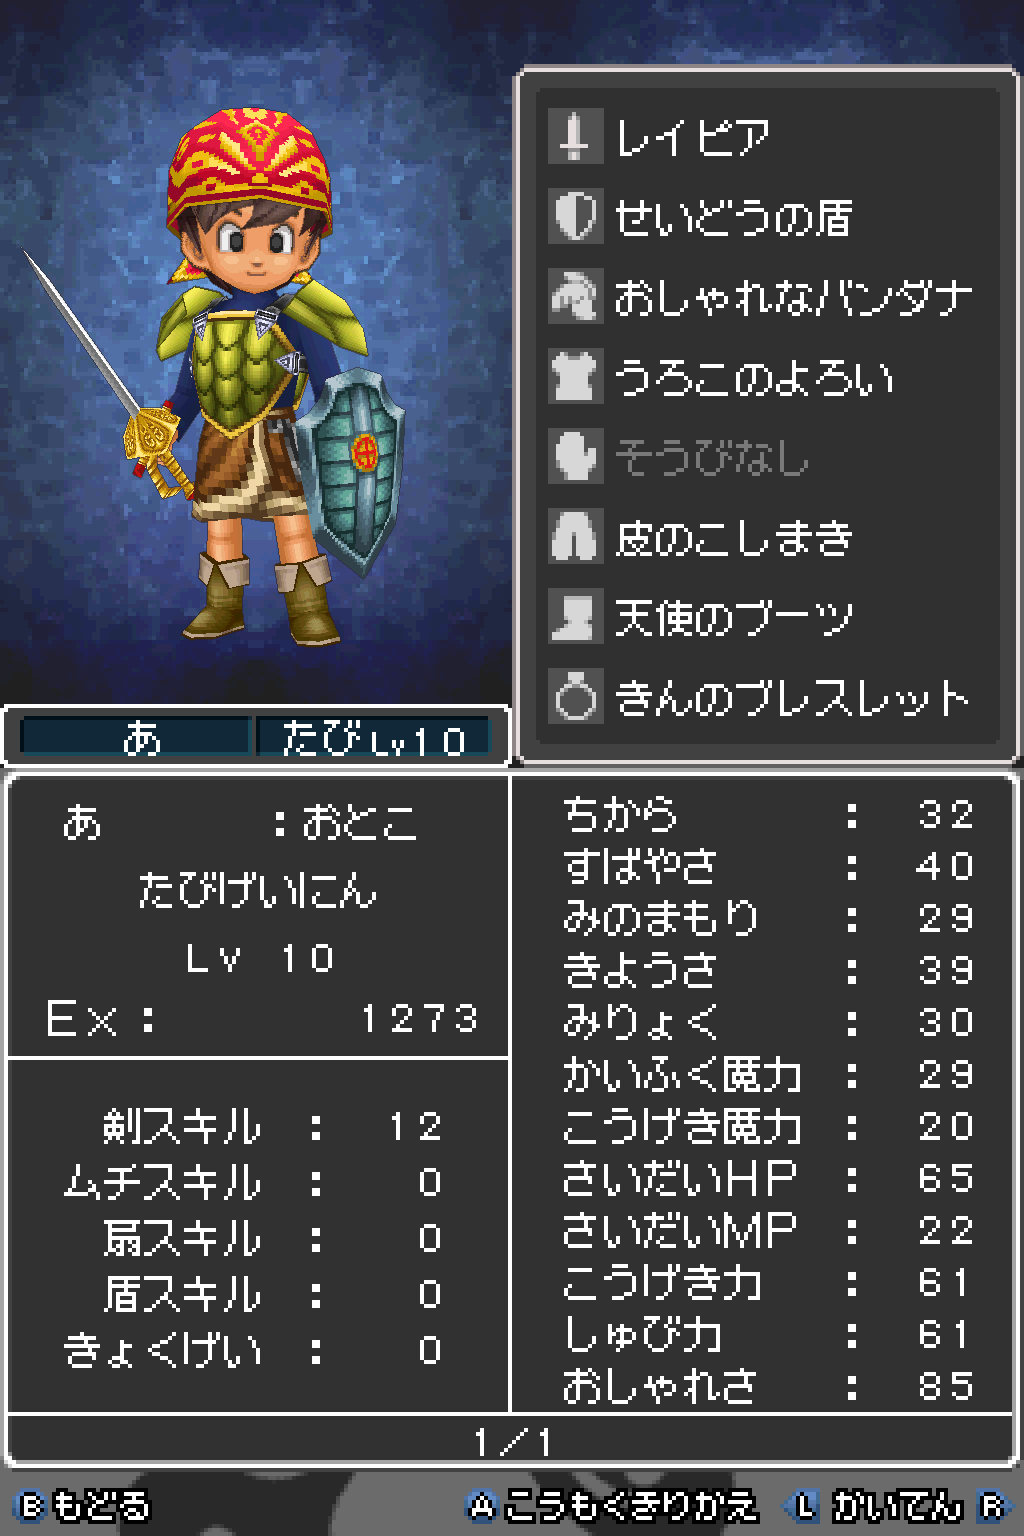 レイピア
せいどうの盾
おしゃれなバンダナ
うろこのよろい
そうびなし
皮のこしまき
天使のブーツ
きんのブレスレット
あ たび Lv10
あ :おとこ
たびげいにん
Lv 10
Ex: 1273
剣スキル : 12
ムチスキル : 0
扇スキル : 0
盾スキル : 0
きょくげい : 0
ちから : 32
すばやさ : 40
みのまもり : 29
きようさ : 39
みりょく : 30
かいふく魔力 : 29
こうげき魔力 : 20
さいだいHP : 65
さいだいMP : 22
こうげき力 : 61
しゅび力 : 61
おしゃれさ : 85
1/1
B もどる A こうもくきりかえ L かいてん R